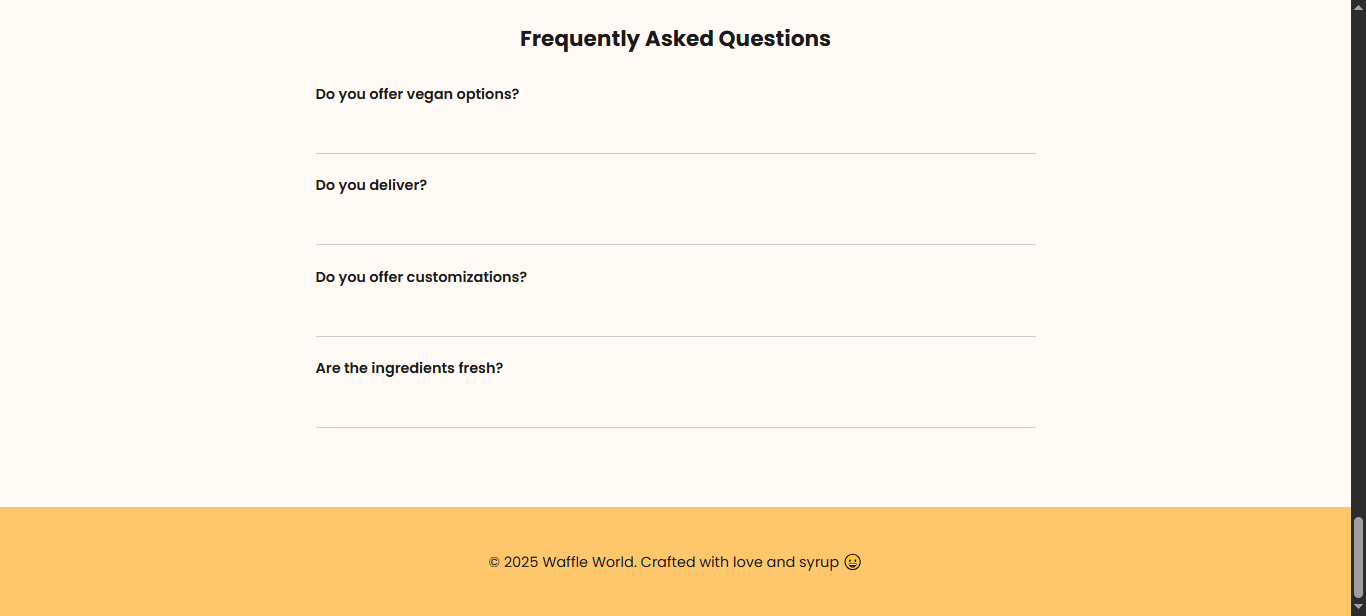 Frequently Asked Questions
Do you offer vegan options?
Do you deliver?
Do you offer customizations?
Are the ingredients fresh?
© 2025 Waffle World. Crafted with love and syrup 😀